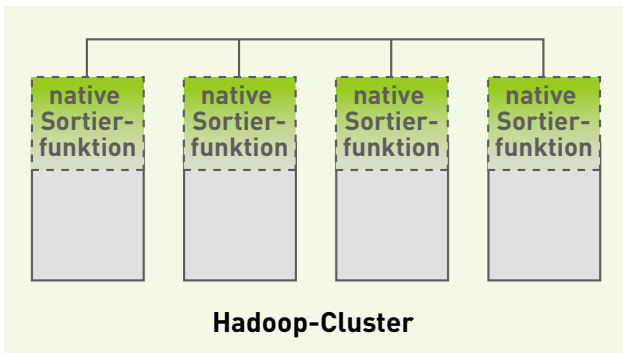 native native native native
Sortier- Sortier- Sortier- Sortier-
funktion funktion funktion funktion
Hadoop-Cluster